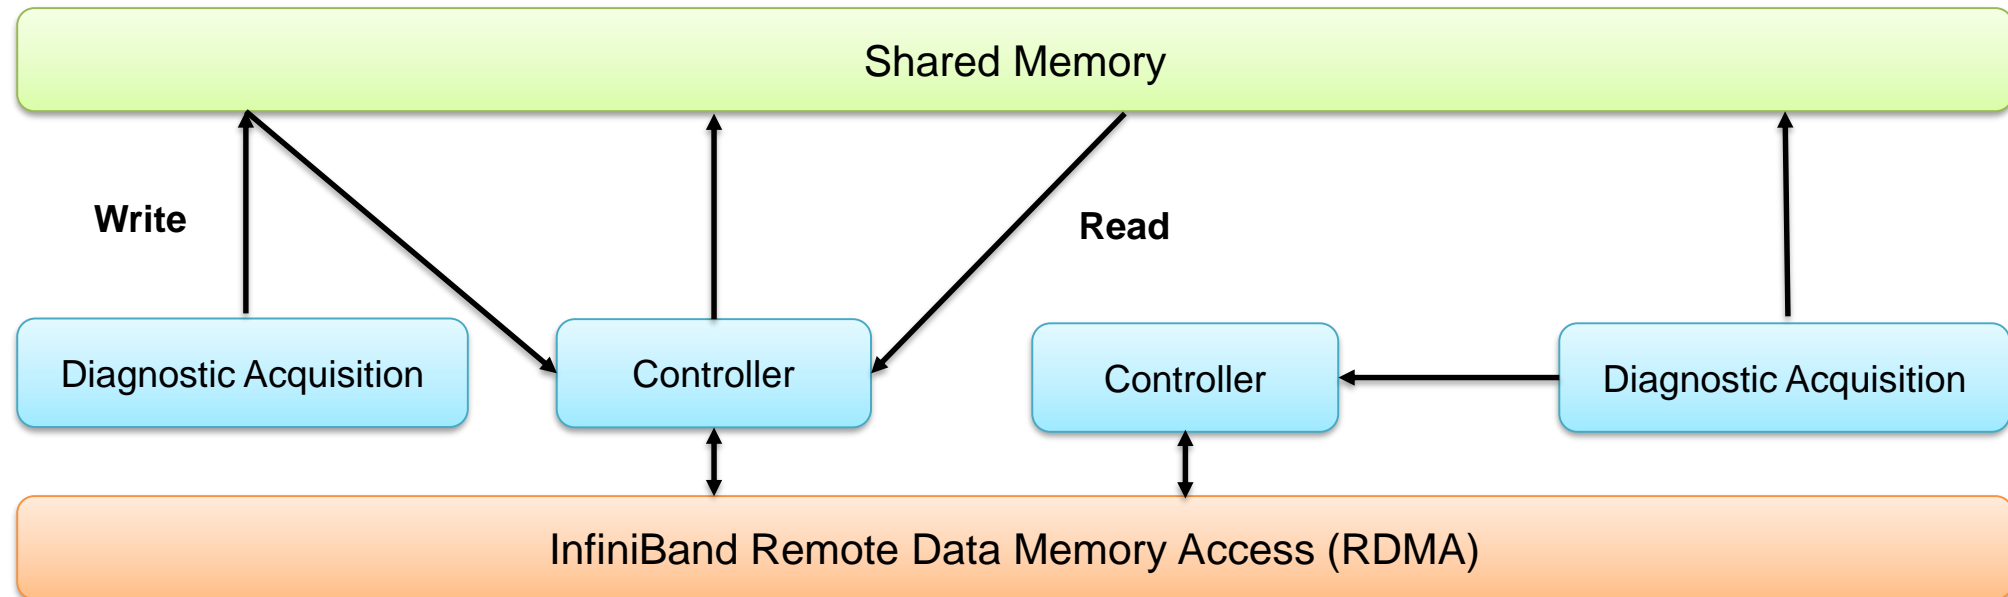 Shared Memory
Write
Read
Diagnostic Acquisition
Controller
Controller
Diagnostic Acquisition
InfiniBand Remote Data Memory Access (RDMA)